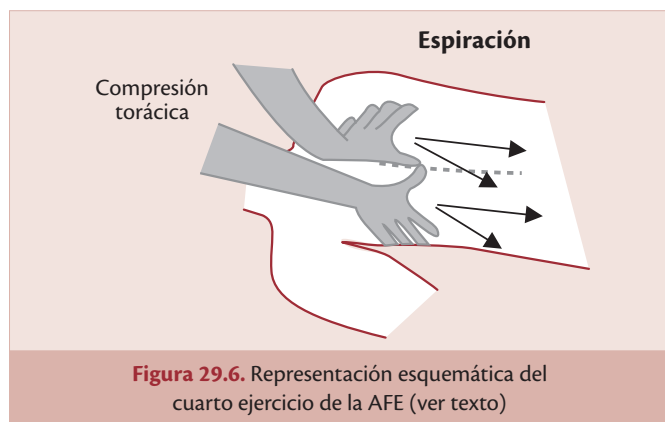 Espiración
Compresión
torácica
Figura 29.6. Representación esquemática del
cuarto ejercicio de la AFE (ver texto)